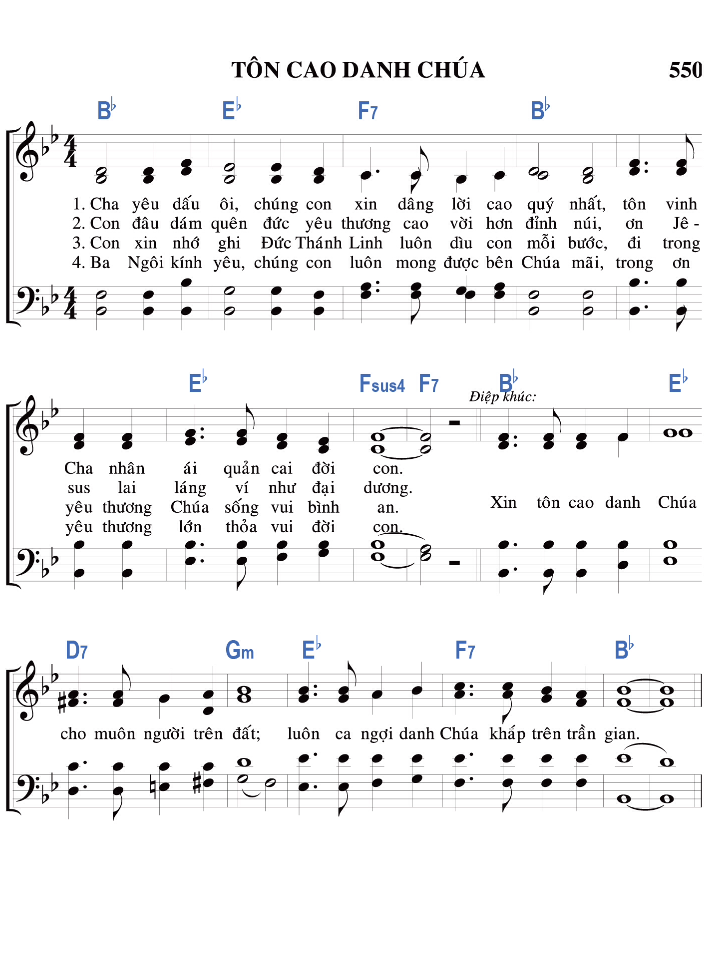 TÔN CAO DANH CHÚA 550
B♭ E♭ F7 B♭
4 4
1. Cha yêu dấu ôi, chúng con xin dâng lời cao quý nhất, tôn vinh
2. Con đâu dám quên đức yêu thương cao vời hơn đỉnh núi, ơn Jê -
3. Con xin nhớ ghi Đức Thánh Linh luôn dìu con mỗi bước, đi trong
4. Ba Ngôi kính yêu, chúng con luôn mong được bên Chúa mãi, trong ơn
4 4
E♭ Fsus4 F7 B♭ E♭
Điệp khúc:
Cha nhân ái quản cai đời con.
sus lai láng ví như đại dương.
yêu thương Chúa sống vui bình an.
yêu thương lớn thỏa vui đời con.
Xin tôn cao danh Chúa
D7 Gm E♭ F7 B♭
cho muôn người trên đất; luôn ca ngợi danh Chúa khắp trên trần gian.